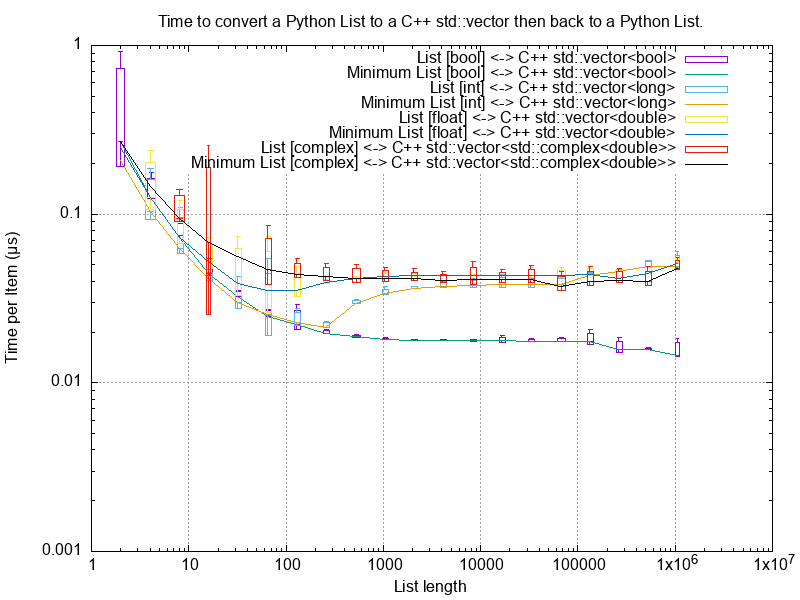 Time to convert a Python List to a C++ std::vector then back to a Python List.
List [bool] <-> C++ std::vector<bool>
Minimum List [bool] <-> C++ std::vector<bool>
List [int] <-> C++ std::vector<long>
Minimum List [int] <-> C++ std::vector<long>
List [float] <-> C++ std::vector<double>
Minimum List [float] <-> C++ std::vector<double>
List [complex] <-> C++ std::vector<std::complex<double>>
Minimum List [complex] <-> C++ std::vector<std::complex<double>>
Time per Item (µs)
1
0.1
0.01
0.001
1 10 100 1000 10000 100000 1x10⁶ 1x10⁷
List length